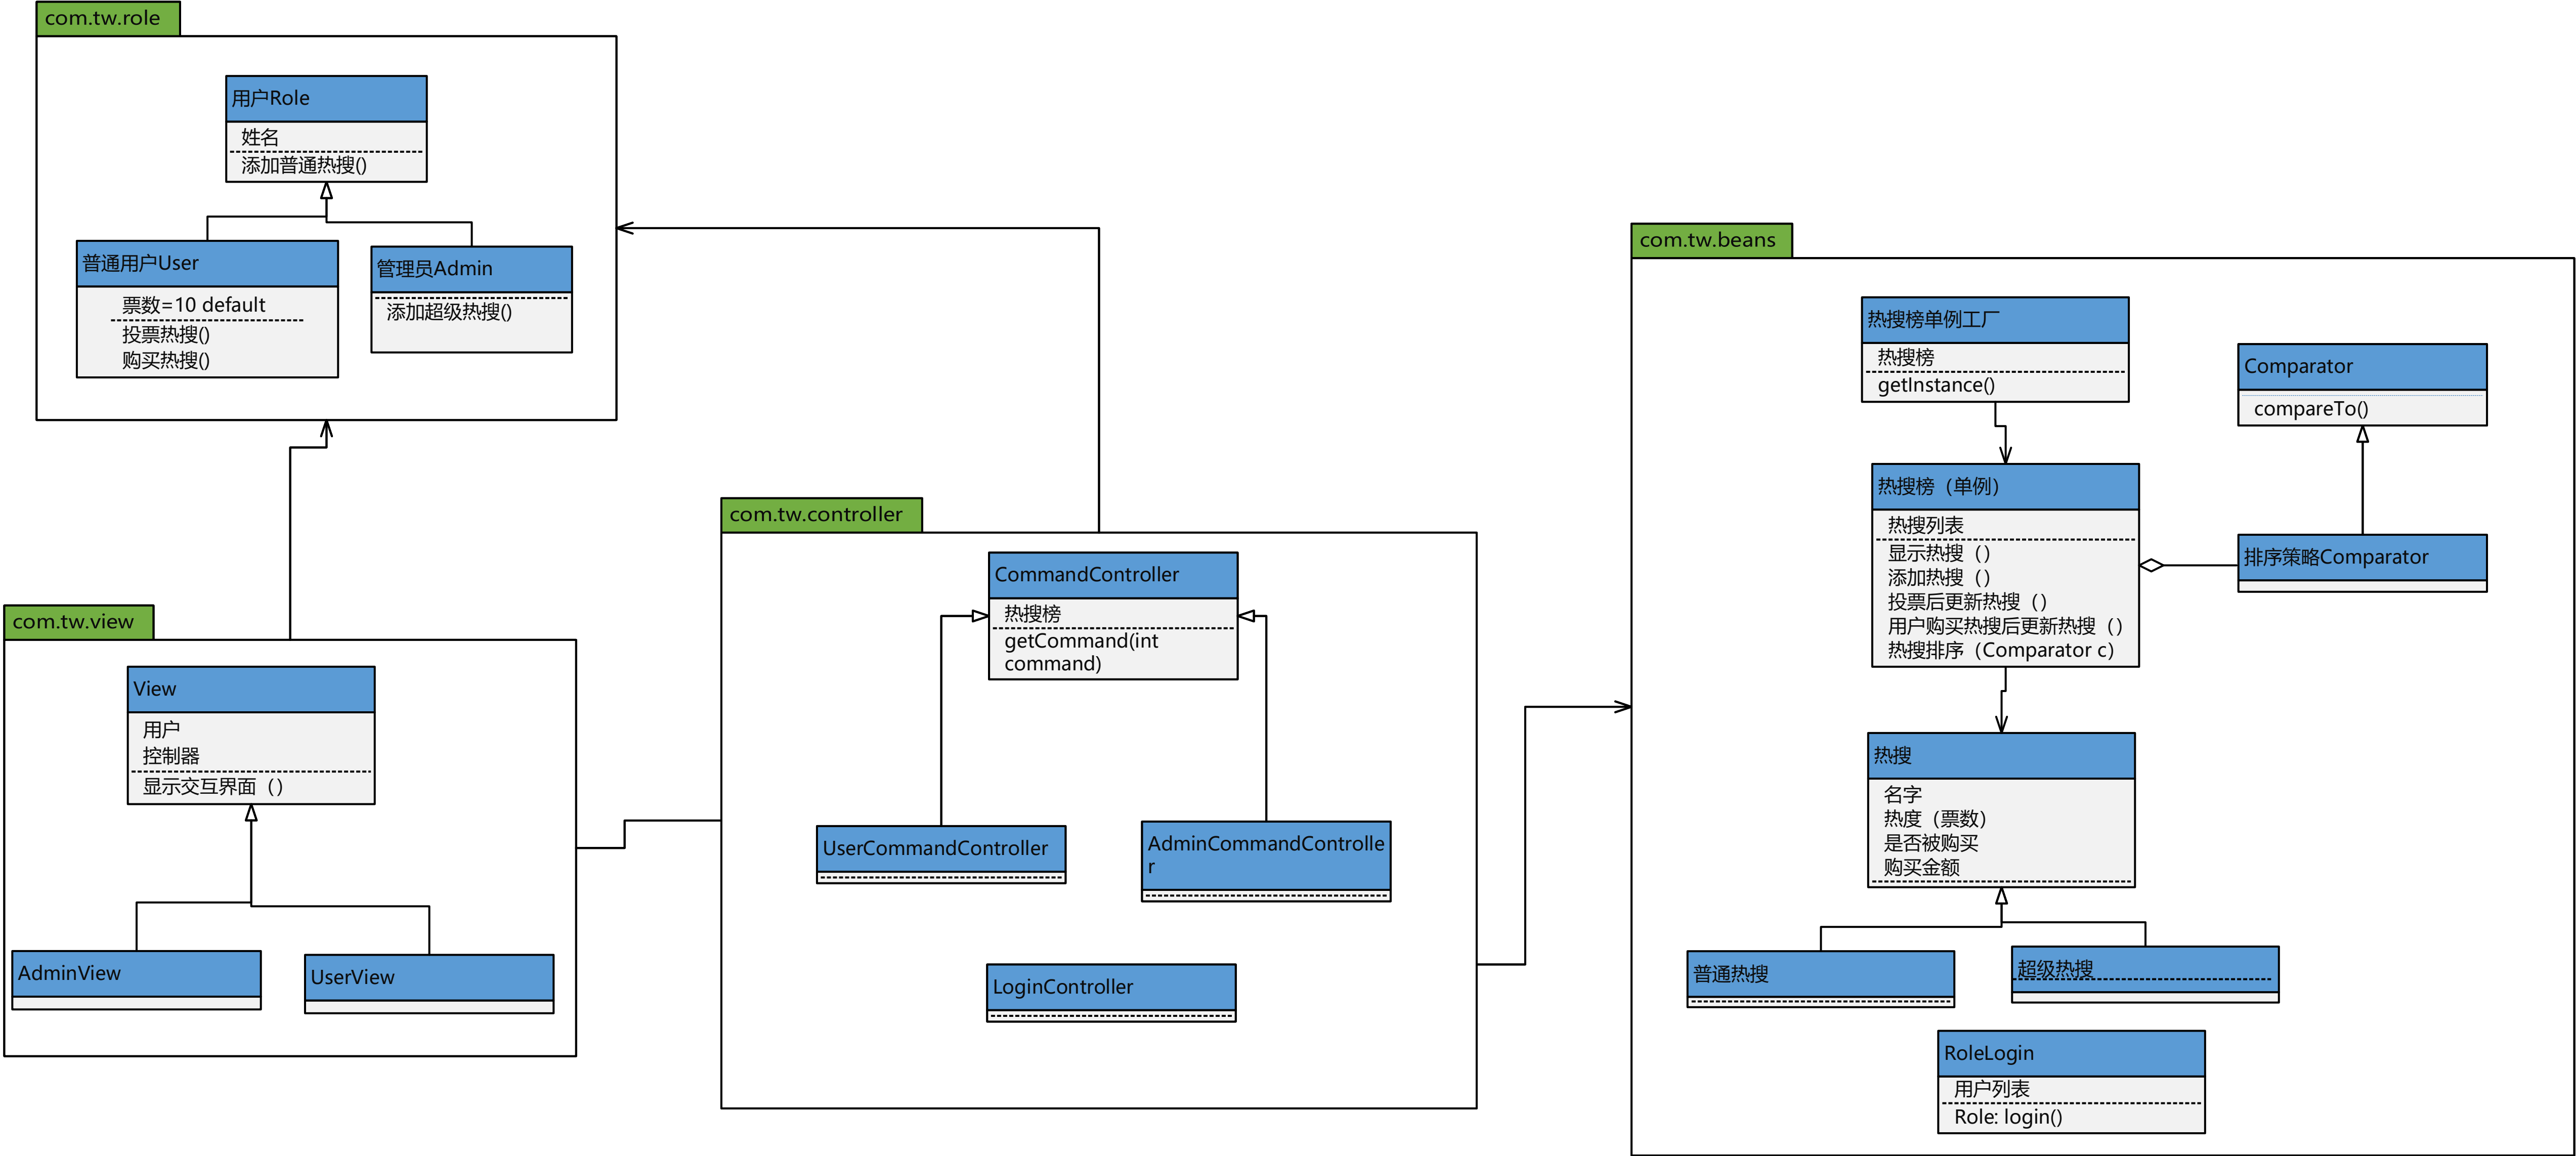 com.tw.role
用户Role
姓名
添加普通热搜()
普通用户User
票数=10 default
投票热搜()
购买热搜()
管理员Admin
添加超级热搜()
com.tw.view
View
用户
控制器
显示交互界面（）
AdminView
UserView
com.tw.controller
CommandController
热搜榜
getCommand(int
command)
UserCommandController
AdminCommandControlle
r
LoginController
com.tw.beans
热搜榜单例工厂
热搜榜
getInstance()
Comparator
compareTo()
热搜榜（单例）
热搜列表
显示热搜（）
添加热搜（）
投票后更新热搜（）
用户购买热搜后更新热搜（）
热搜排序（Comparator c）
排序策略Comparator
热搜
名字
热度（票数）
是否被购买
购买金额
普通热搜
超级热搜
RoleLogin
用户列表
Role: login()